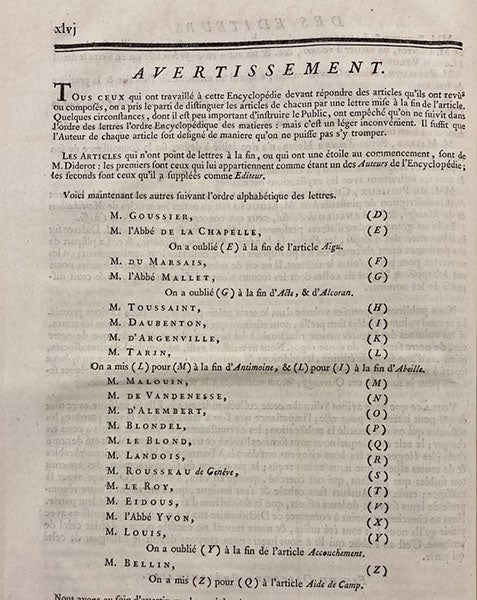 xlvj
AVERTISSEMENT.
TOUS CEUX qui ont travaillé à cette Encyclopédie devant répondre des articles qu'ils ont revûs
ou composés, on a pris le parti de distinguer les articles de chacun par une lettre mise à la fin de l'article.
Quelques circonstances, dont il est peu important d'instruire le Public, ont empêché qu'on ne suivît dans
l'ordre des lettres l'ordre Encyclopédique des matieres : mais c'est un léger inconvénient. Il suffit que
l'Auteur de chaque article soit désigné de maniere qu'on ne puisse pas s'y tromper.
LES ARTICLES qui n'ont point de lettres à la fin, ou qui ont une étoile au commencement, sont de
M. Diderot : les premiers sont ceux qui lui appartiennent comme étant un des Auteurs de l'Encyclopédie;
les seconds sont ceux qu'il a suppléés comme Editeur.
Voici maintenant les autres suivant l'ordre alphabétique des lettres.
M. GOUSSIER, (D)
M. l'Abbé DE LA CHAPELLE, (E)
On a oublié (E) à la fin de l'article Aigu.
M. DU MARSAIS, (F)
M. l'Abbé MALLET, (G)
On a oublié (G) à la fin d'Acte, & d'Alcoran.
M. TOUSSAINT, (H)
M. DAUBENTON, (I)
M. D'ARGENVILLE, (K)
M. TARIN, (L)
On a mis (L) pour (M) à la fin d'Antimoine, & (L) pour (I) à la fin d'Abeille.
M. MALOUIN, (M)
M. DE VANDENESSE, (N)
M. D'ALEMBERT, (O)
M. BLONDEL, (P)
M. LE BLOND, (Q)
M. LANDOIS, (R)
M. ROUSSEAU de Genéve, (S)
M. LE ROY, (T)
M. EIDOUS, (V)
M. l'Abbé YVON, (X)
M. LOUIS, (Y)
On a oublié (Y) à la fin de l'article Accouchement.
M. BELLIN, (Z)
On a mis (Z) pour (Q) à l'article Aide de Camp.